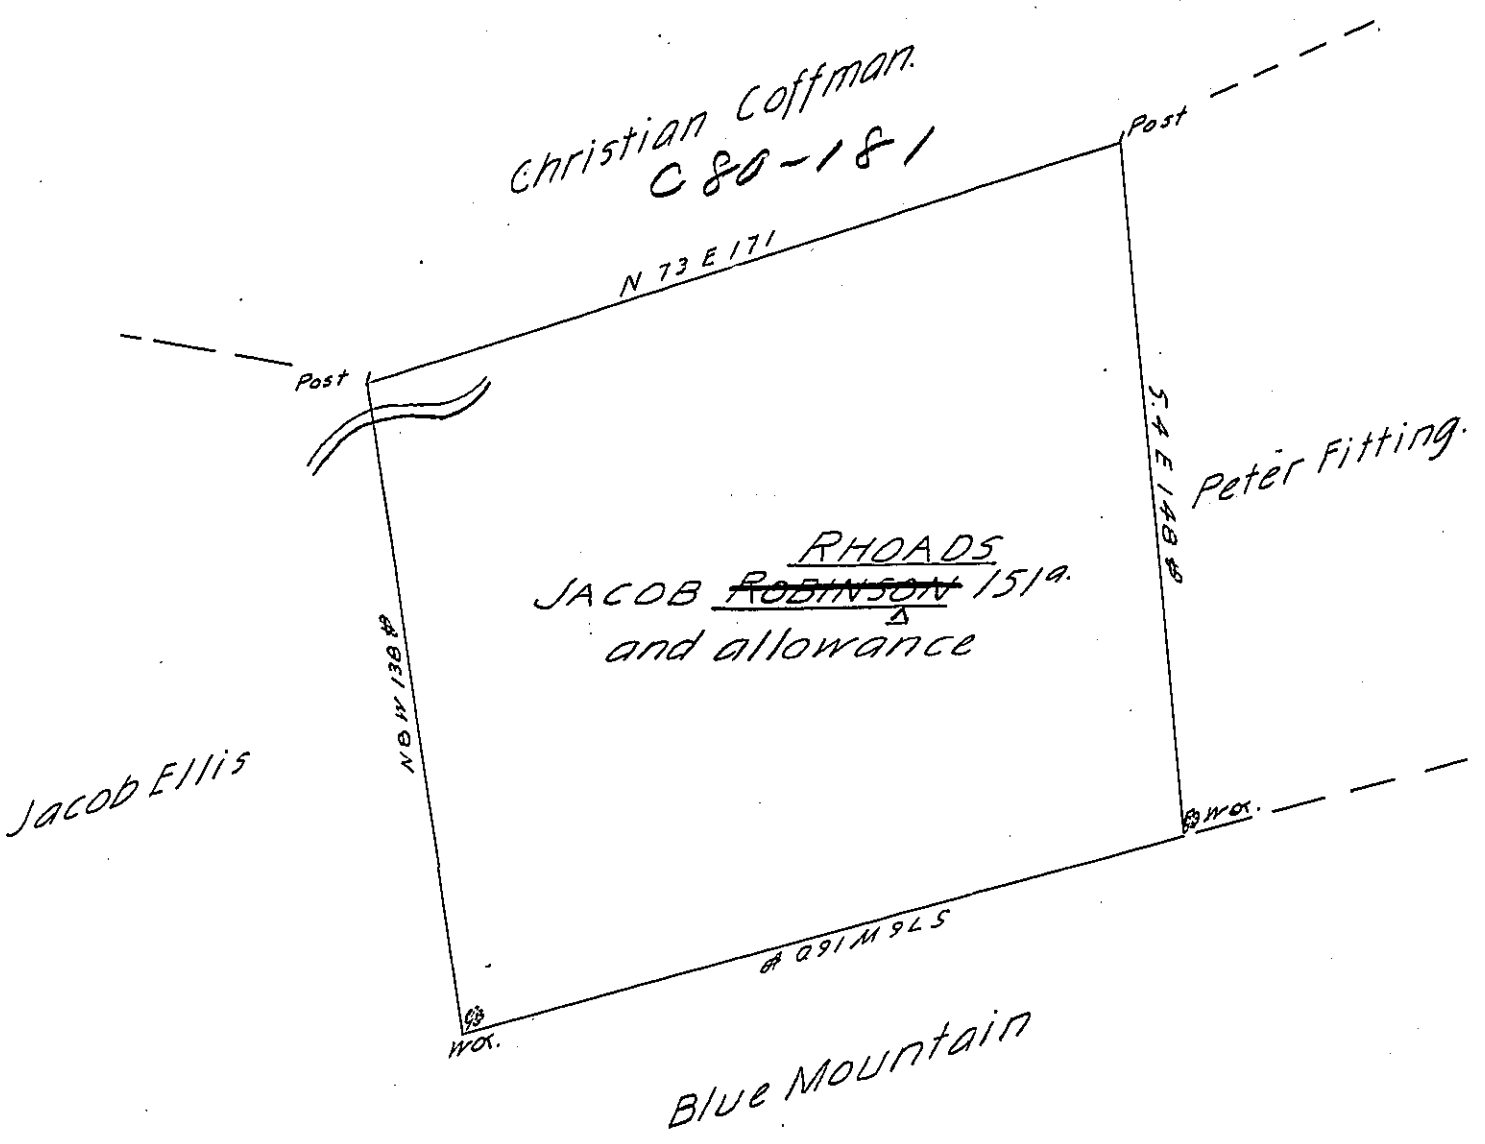 Christian Coffman.
C 80-181
Post
N 73 E 171
Post
S. 4 E 148 ⅌
Peter Fitting.
RHOADS
JACOB ROBINSON 151a.
and allowance
N 8 W 138 ⅌
Jacob Ellis
wo.
S 76 W 160 ⅌
wo.
Blue Mountain